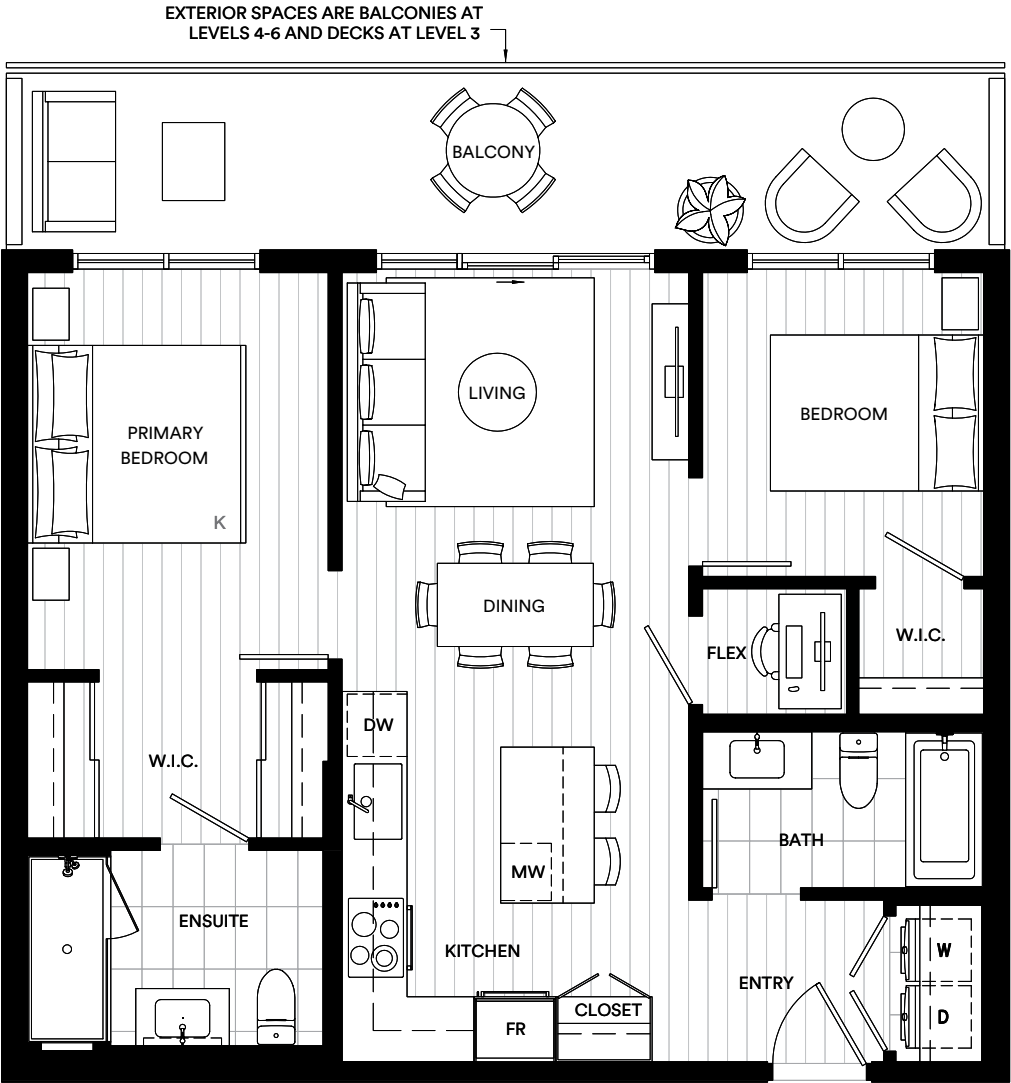 EXTERIOR SPACES ARE BALCONIES AT
LEVELS 4-6 AND DECKS AT LEVEL 3
BALCONY
LIVING
PRIMARY
BEDROOM
K
BEDROOM
DINING
FLEX
W.I.C.
DW
W.I.C.
BATH
MW
ENSUITE
KITCHEN
ENTRY
W
CLOSET
FR
D